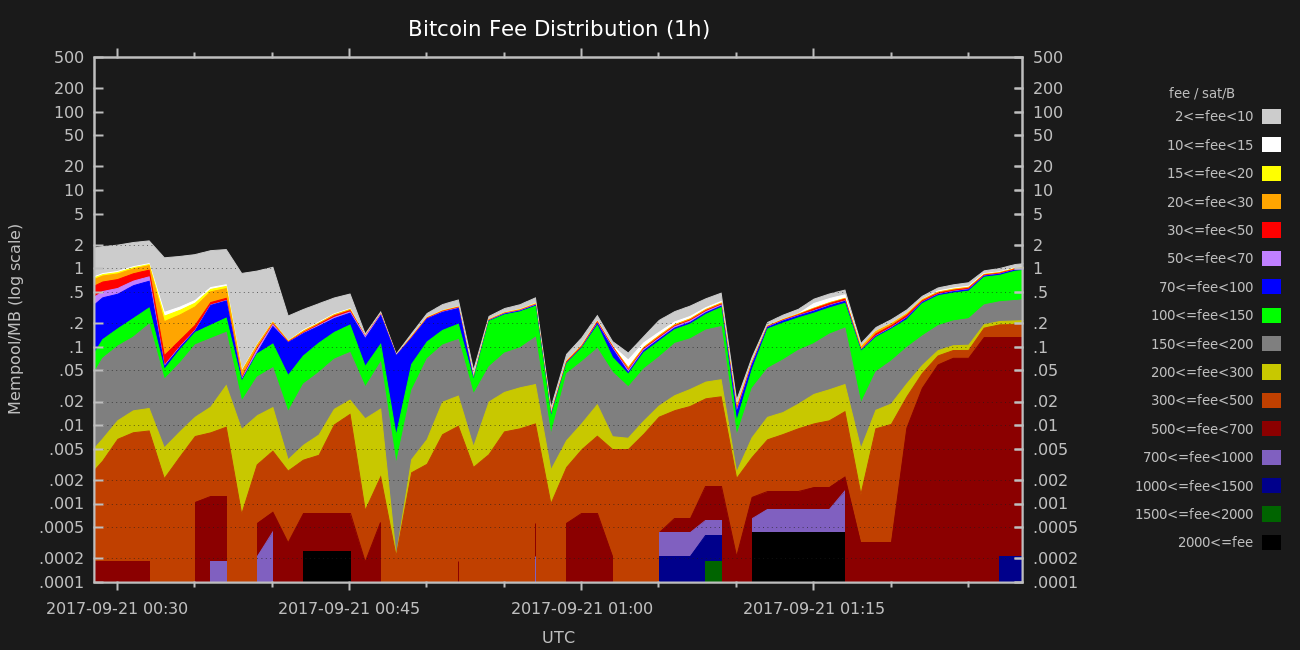 Bitcoin Fee Distribution (1h)
Mempool/MB (log scale)
500
200
100
50
20
10
5
2
1
.5
.2
.1
.05
.02
.01
.005
.002
.001
.0005
.0002
.0001
500
200
100
50
20
10
5
2
1
.5
.2
.1
.05
.02
.01
.005
.002
.001
.0005
.0002
.0001
2017-09-21 00:30
2017-09-21 00:45
2017-09-21 01:00
2017-09-21 01:15
UTC
fee / sat/B
2<=fee<10
10<=fee<15
15<=fee<20
20<=fee<30
30<=fee<50
50<=fee<70
70<=fee<100
100<=fee<150
150<=fee<200
200<=fee<300
300<=fee<500
500<=fee<700
700<=fee<1000
1000<=fee<1500
1500<=fee<2000
2000<=fee